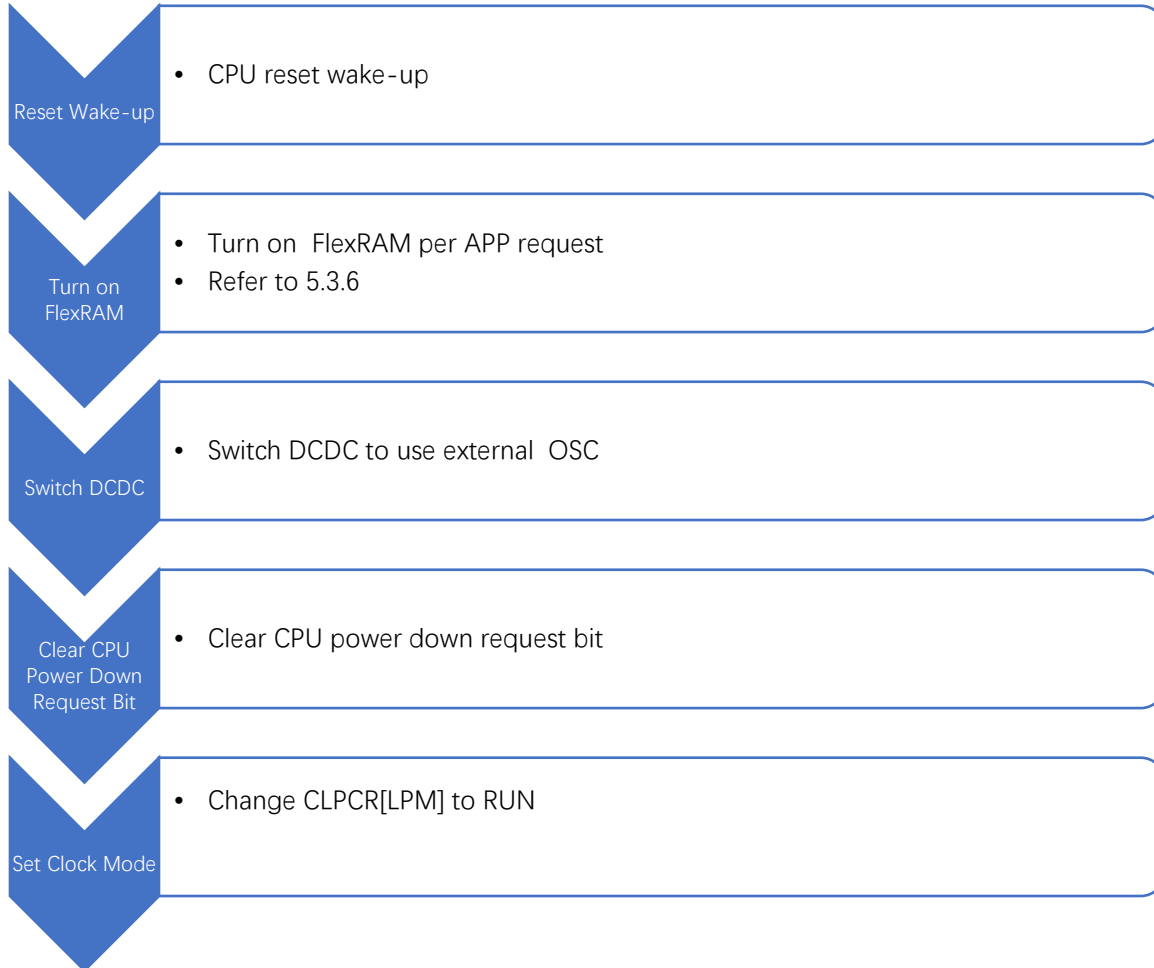 Reset Wake-up
• CPU reset wake-up
Turn on
FlexRAM
• Turn on FlexRAM per APP request
• Refer to 5.3.6
Switch DCDC
• Switch DCDC to use external OSC
Clear CPU
Power Down
Request Bit
• Clear CPU power down request bit
Set Clock Mode
• Change CLPCR[LPM] to RUN